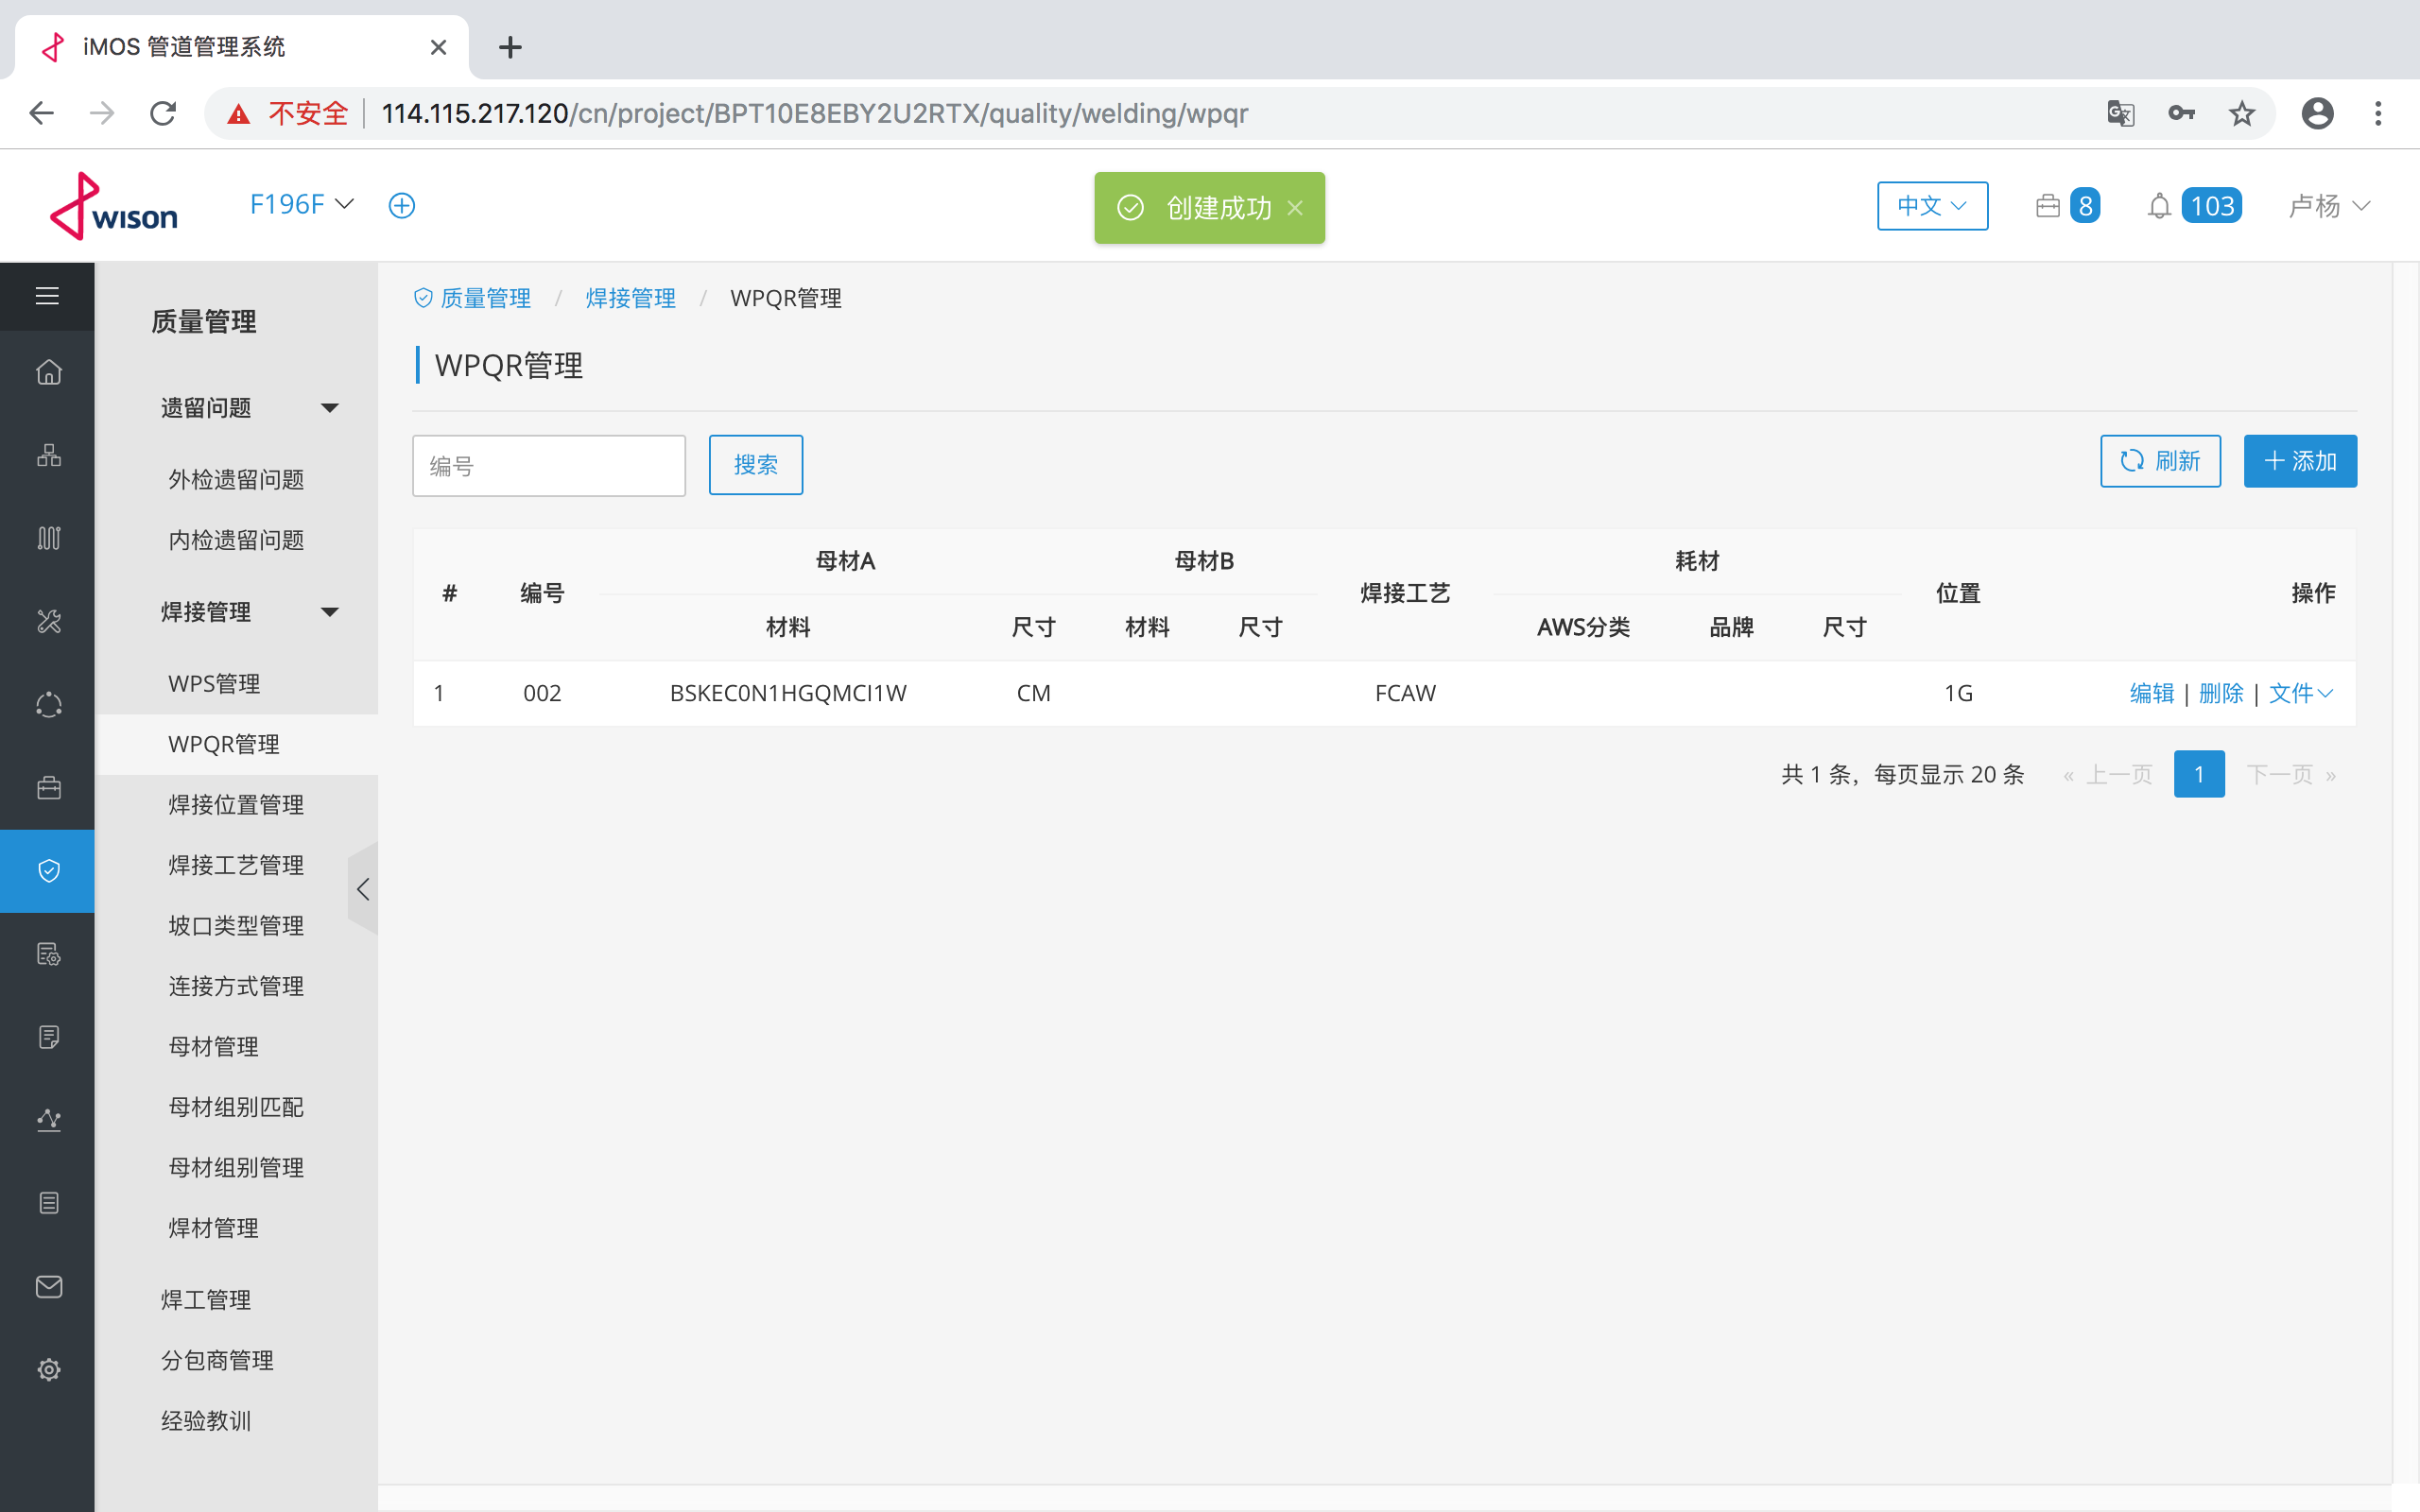 iMOS 管道管理系统
不安全 114.115.217.120/cn/project/BPT10E8EBY2U2RTX/quality/welding/wpqr
wison F196F 创建成功 中文 8 103 卢杨
质量管理 / 焊接管理 / WPQR管理
质量管理
WPQR管理
遗留问题
外检遗留问题
内检遗留问题
焊接管理
WPS管理
WPQR管理
焊接位置管理
焊接工艺管理
坡口类型管理
连接方式管理
母材管理
母材组别匹配
母材组别管理
焊材管理
焊工管理
分包商管理
经验教训
编号 搜索 刷新 添加
母材A 母材B 耗材
# 编号 焊接工艺 位置 操作
材料 尺寸 材料 尺寸 AWS分类 品牌 尺寸
1 002 BSKEC0N1HGQMCI1W CM FCAW 1G 编辑 | 删除 | 文件
共 1 条，每页显示 20 条 « 上一页 1 下一页 »